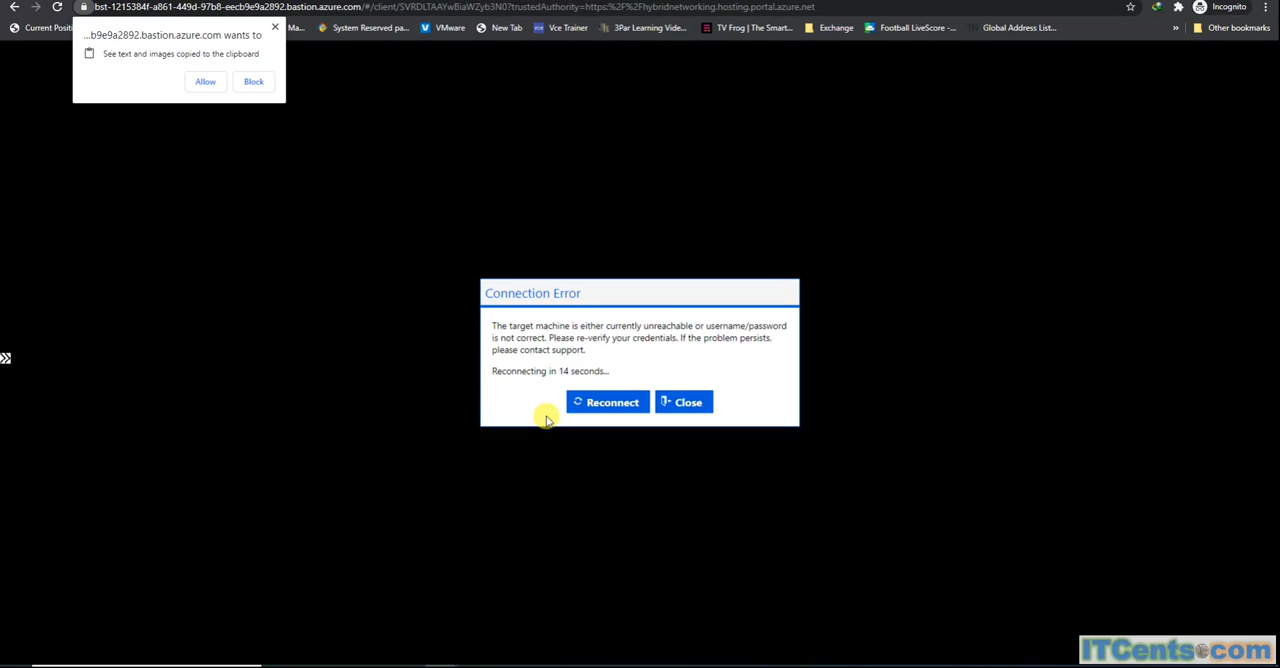 bst-1215384f-a861-449d-97b8-eecb9e9a2892.bastion.azure.com/#/client/SVRDLTAAYwBiaWZyb3N0?trustedAuthority=https:%2F%2Fhybridnetworking.hosting.portal.azure.net
Incognito
Current Positi
Ma...
System Reserved pa...
VMware
New Tab
Vce Trainer
3Par Learning Vide...
TV Frog | The Smart...
Exchange
Football LiveScore -...
Global Address List...
»
Other bookmarks
...b9e9a2892.bastion.azure.com wants to
See text and images copied to the clipboard
Allow
Block
Connection Error
The target machine is either currently unreachable or username/password
is not correct. Please re-verify your credentials. If the problem persists,
please contact support.
Reconnecting in 14 seconds...
Reconnect
Close
ITCents.com